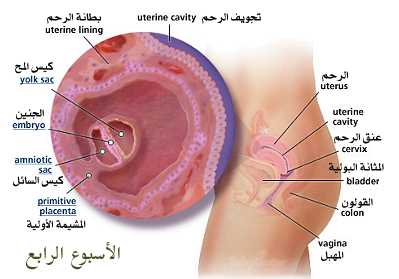 بطانة الرحم
uterine lining
uterine cavity تجويف الرحم
كيس المح
yolk sac
الجنين
embryo
amniotic
sac
كيس السائل
primitive
placenta
المشيمة الأولية
الأسبوع الرابع
الرحم
uterus
uterine
cavity
عنق الرحم
cervix
المثانة البولية
bladder
القولون
colon
vagina
المهبل